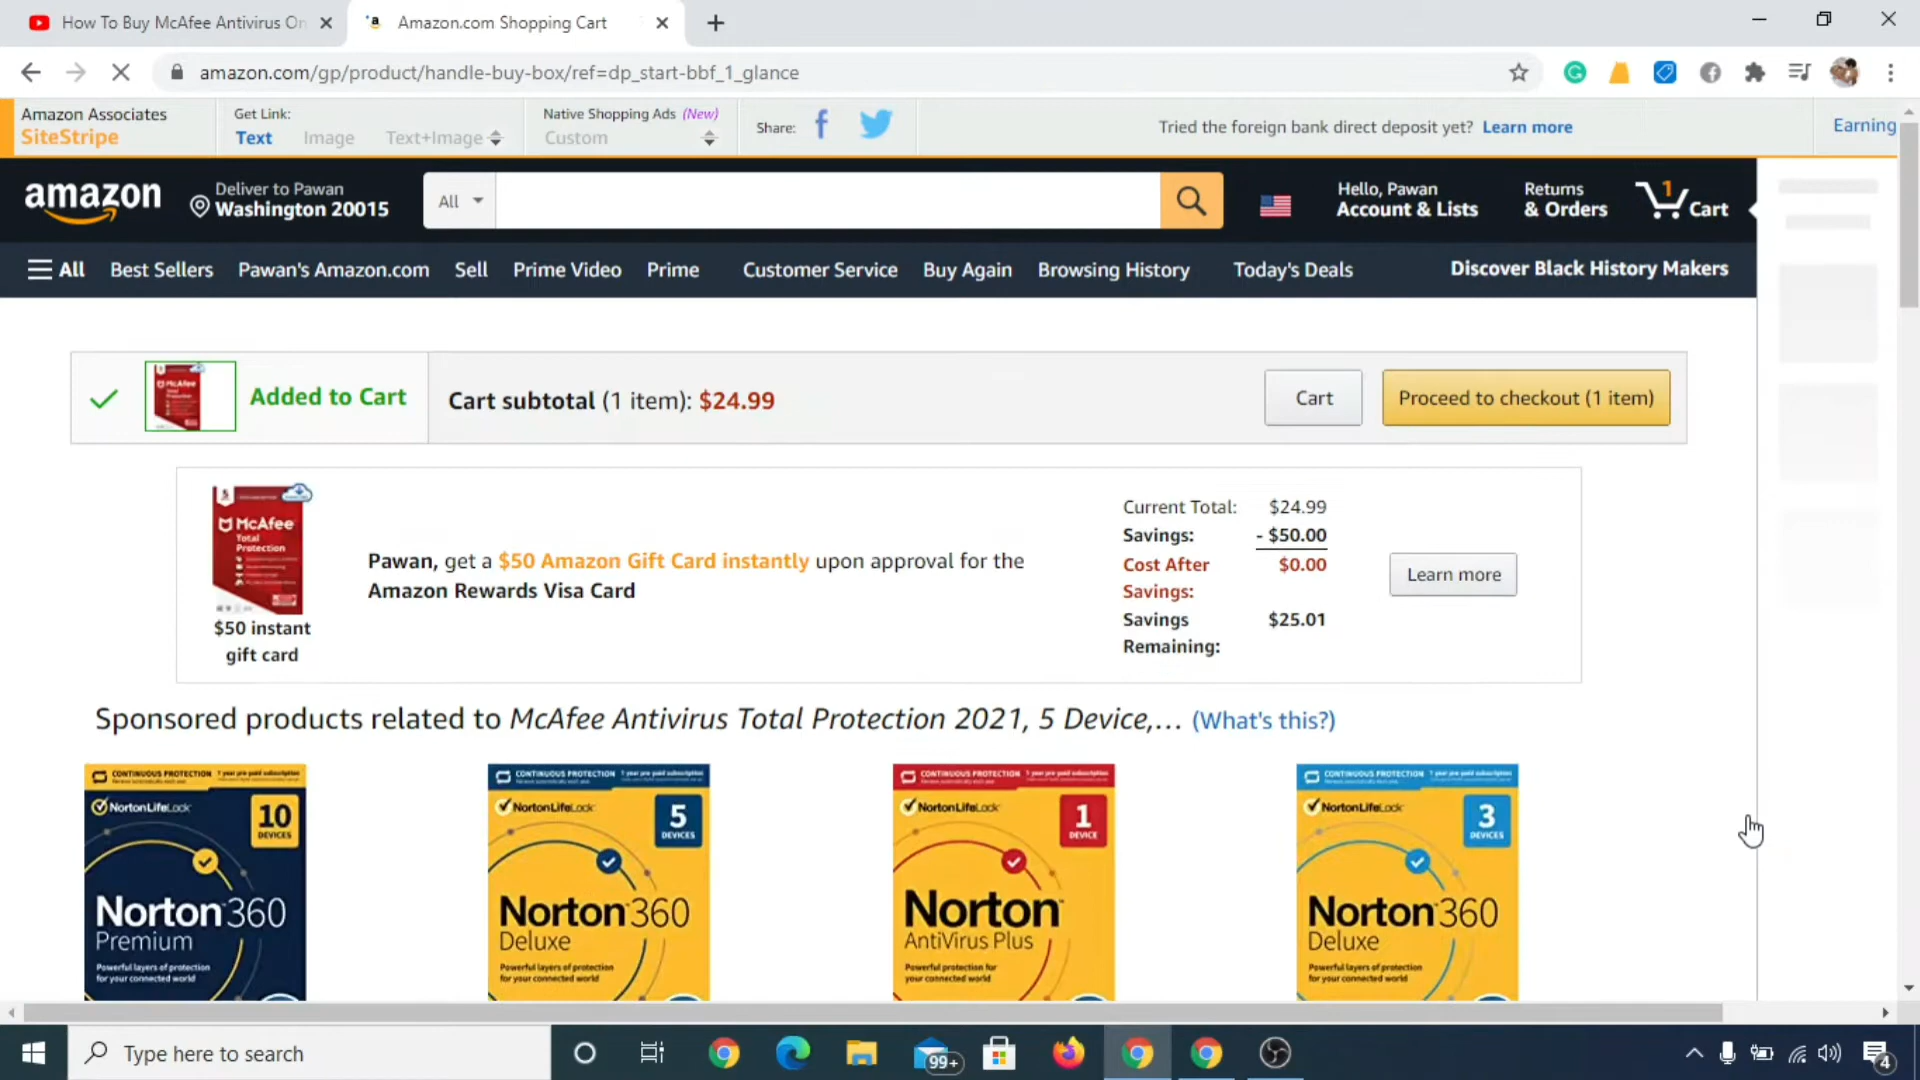 How To Buy McAfee Antivirus On
Amazon.com Shopping Cart
amazon.com/gp/product/handle-buy-box/ref=dp_start-bbf_1_glance
Amazon Associates
SiteStripe
Get Link:
Text Image Text+Image
Native Shopping Ads (New)
Custom
Share:
Tried the foreign bank direct deposit yet? Learn more
Earning
amazon
Deliver to Pawan
Washington 20015
All
Hello, Pawan
Account & Lists
Returns
& Orders
1
Cart
All Best Sellers Pawan's Amazon.com Sell Prime Video Prime Customer Service Buy Again Browsing History Today's Deals Discover Black History Makers
Added to Cart
Cart subtotal (1 item): $24.99
Cart
Proceed to checkout (1 item)
McAfee
Total
Protection
$50 instant
gift card
Pawan, get a $50 Amazon Gift Card instantly upon approval for the
Amazon Rewards Visa Card
Current Total: $24.99
Savings: - $50.00
Cost After $0.00
Savings:
Savings $25.01
Remaining:
Learn more
Sponsored products related to McAfee Antivirus Total Protection 2021, 5 Device,... (What's this?)
CONTINUOUS PROTECTION 1 year pre-paid subscription
NortonLifeLock
10
DEVICES
Norton 360
Premium
Powerful layers of protection
for your connected world
CONTINUOUS PROTECTION 1 year pre-paid subscription
NortonLifeLock
5
DEVICES
Norton 360
Deluxe
Powerful layers of protection
for your connected world
CONTINUOUS PROTECTION 1 year pre-paid subscription
NortonLifeLock
1
DEVICE
Norton
AntiVirus Plus
Powerful protection for
your connected world
CONTINUOUS PROTECTION 1 year pre-paid subscription
NortonLifeLock
3
DEVICES
Norton 360
Deluxe
Powerful layers of protection
for your connected world
Type here to search
99+
4